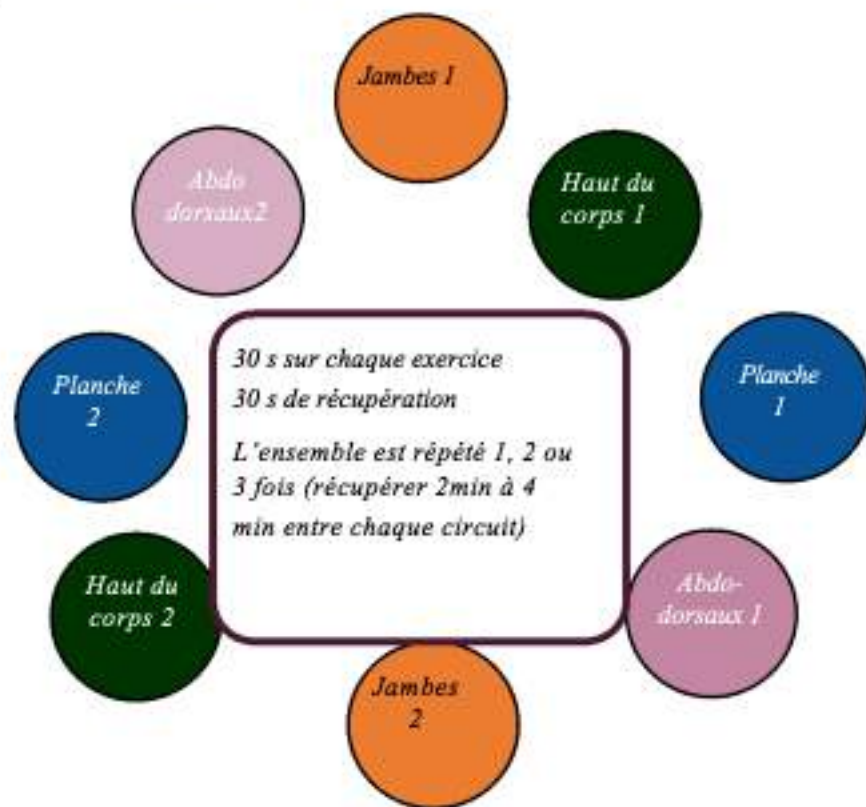 Jambes 1
Haut du
corps 1
Planche
1
Abdo-
dorsaux 1
Jambes
2
Haut du
corps 2
Planche
2
Abdo
dorsaux2
30 s sur chaque exercice
30 s de récupération
L'ensemble est répété 1, 2 ou
3 fois (récupérer 2min à 4
min entre chaque circuit)